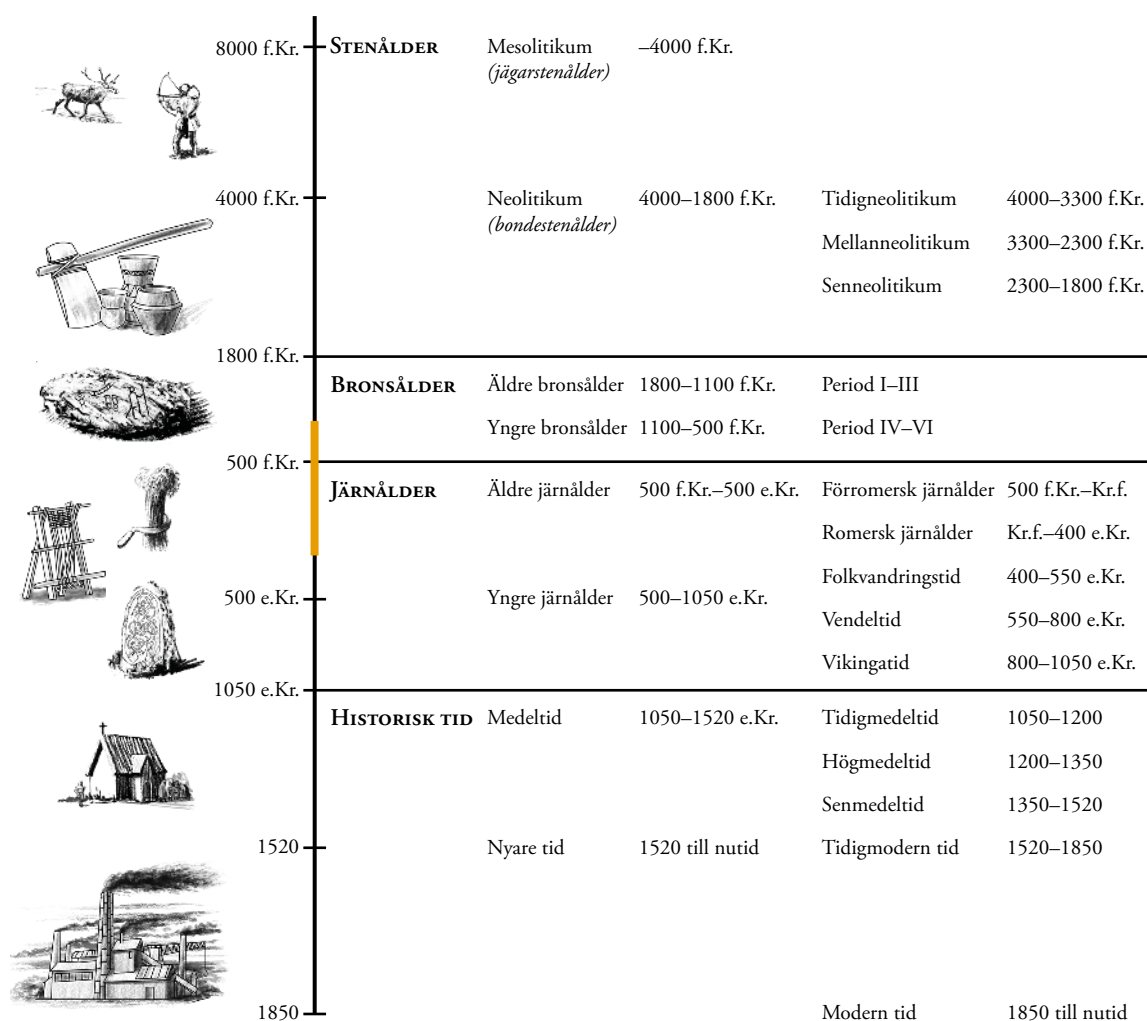 8000 f.Kr. STENÅLDER Mesolitikum –4000 f.Kr.
(jägarstenålder)
4000 f.Kr. Neolitikum 4000–1800 f.Kr. Tidigneolitikum 4000–3300 f.Kr.
(bondestenålder)
Mellanneolitikum 3300–2300 f.Kr.
Senneolitikum 2300–1800 f.Kr.
1800 f.Kr.
BRONSÅLDER Äldre bronsålder 1800–1100 f.Kr. Period I–III
Yngre bronsålder 1100–500 f.Kr. Period IV–VI
500 f.Kr.
JÄRNÅLDER Äldre järnålder 500 f.Kr.–500 e.Kr. Förromersk järnålder 500 f.Kr.–Kr.f.
Romersk järnålder Kr.f.–400 e.Kr.
Folkvandringstid 400–550 e.Kr.
500 e.Kr. Yngre järnålder 500–1050 e.Kr.
Vendeltid 550–800 e.Kr.
Vikingatid 800–1050 e.Kr.
1050 e.Kr.
HISTORISK TID Medeltid 1050–1520 e.Kr. Tidigmedeltid 1050–1200
Högmedeltid 1200–1350
Senmedeltid 1350–1520
1520 Nyare tid 1520 till nutid Tidigmodern tid 1520–1850
1850 Modern tid 1850 till nutid